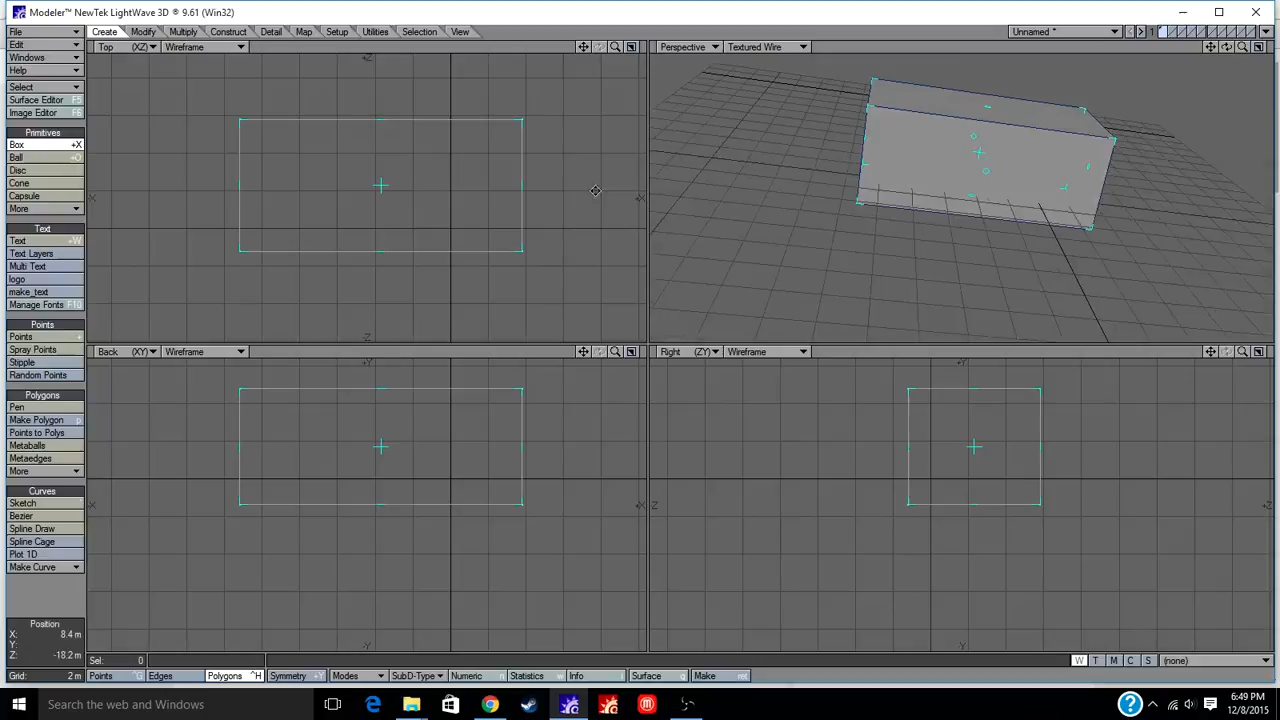 Modeler™ NewTek LightWave 3D ® 9.61 (Win32)
File
Edit
Windows
Help
Select
Surface Editor F5
Image Editor F6
Primitives
Box +X
Ball +O
Disc
Cone
Capsule
More
Text
Text +W
Text Layers
Multi Text
logo
make_text
Manage Fonts F10
Points
Points +
Spray Points
Stipple
Random Points
Polygons
Pen
Make Polygon p
Points to Polys
Metaballs
Metaedges
More
Curves
Sketch
Bezier
Spline Draw
Spline Cage
Plot 1D
Make Curve
Position
X: 8.4 m
Y:
Z: -18.2 m
Grid: 2 m
Create Modify Multiply Construct Detail Map Setup Utilities Selection View
Unnamed * 1
Top (XZ) Wireframe
+Z
X
X
Z
Perspective Textured Wire
Back (XY) Wireframe
+Y
X
X
-Y
Right (ZY) Wireframe
+Y
Z
Y
Sel: 0
W T M C S (none)
Points ^G Edges Polygons ^H Symmetry +Y Modes SubD-Type Numeric n Statistics w Info i Surface q Make ret
Search the web and Windows
6:49 PM
12/8/2015